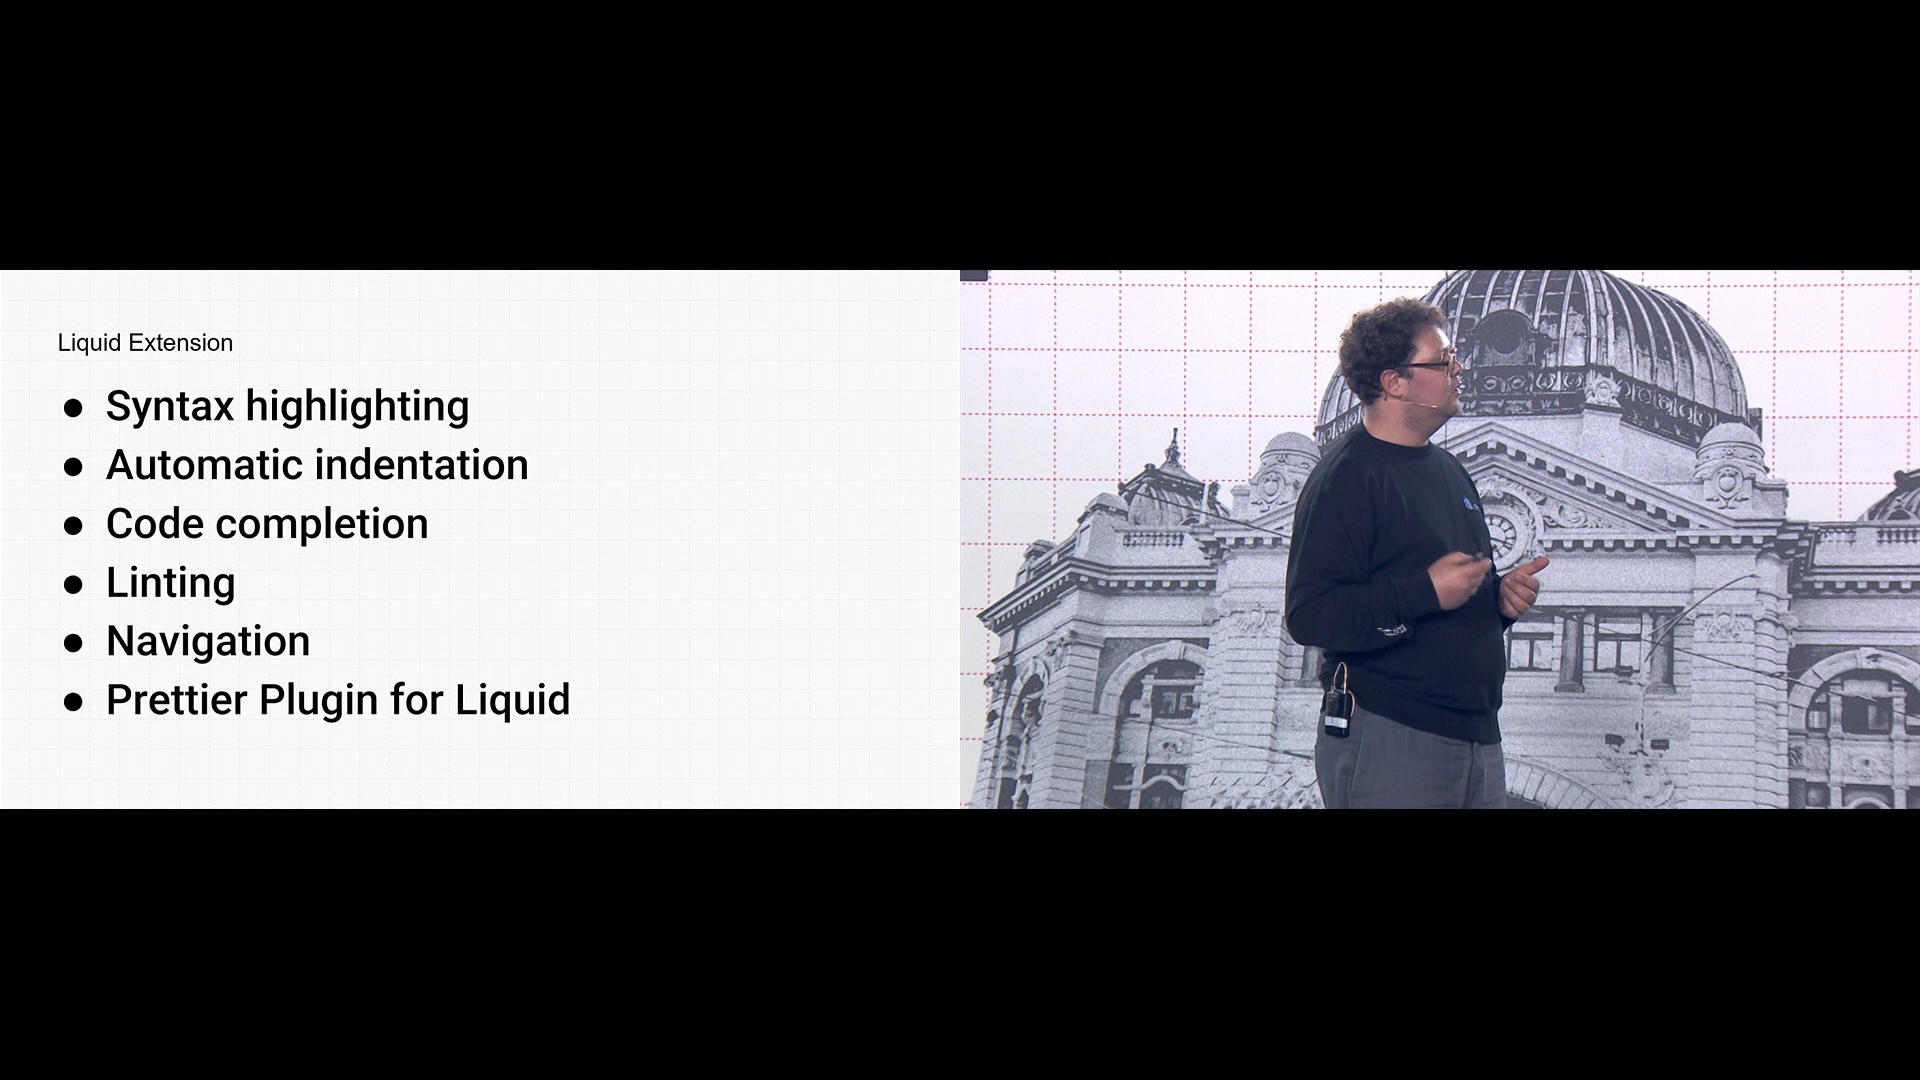 Liquid Extension
● Syntax highlighting
● Automatic indentation
● Code completion
● Linting
● Navigation
● Prettier Plugin for Liquid